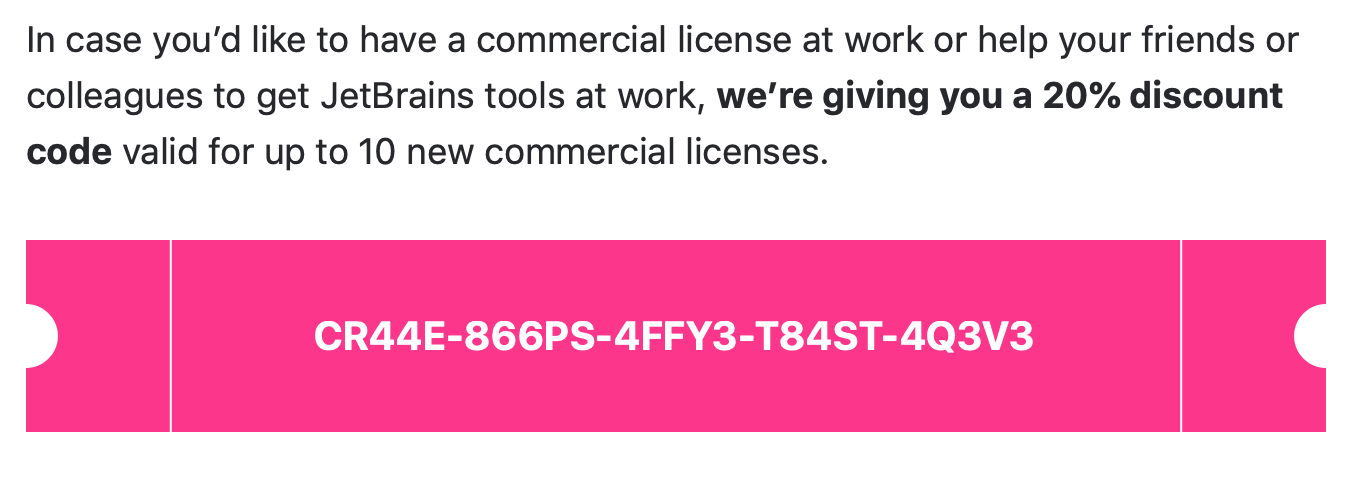 In case you’d like to have a commercial license at work or help your friends or
colleagues to get JetBrains tools at work, we’re giving you a 20% discount
code valid for up to 10 new commercial licenses.
CR44E-866PS-4FFY3-T84ST-4Q3V3